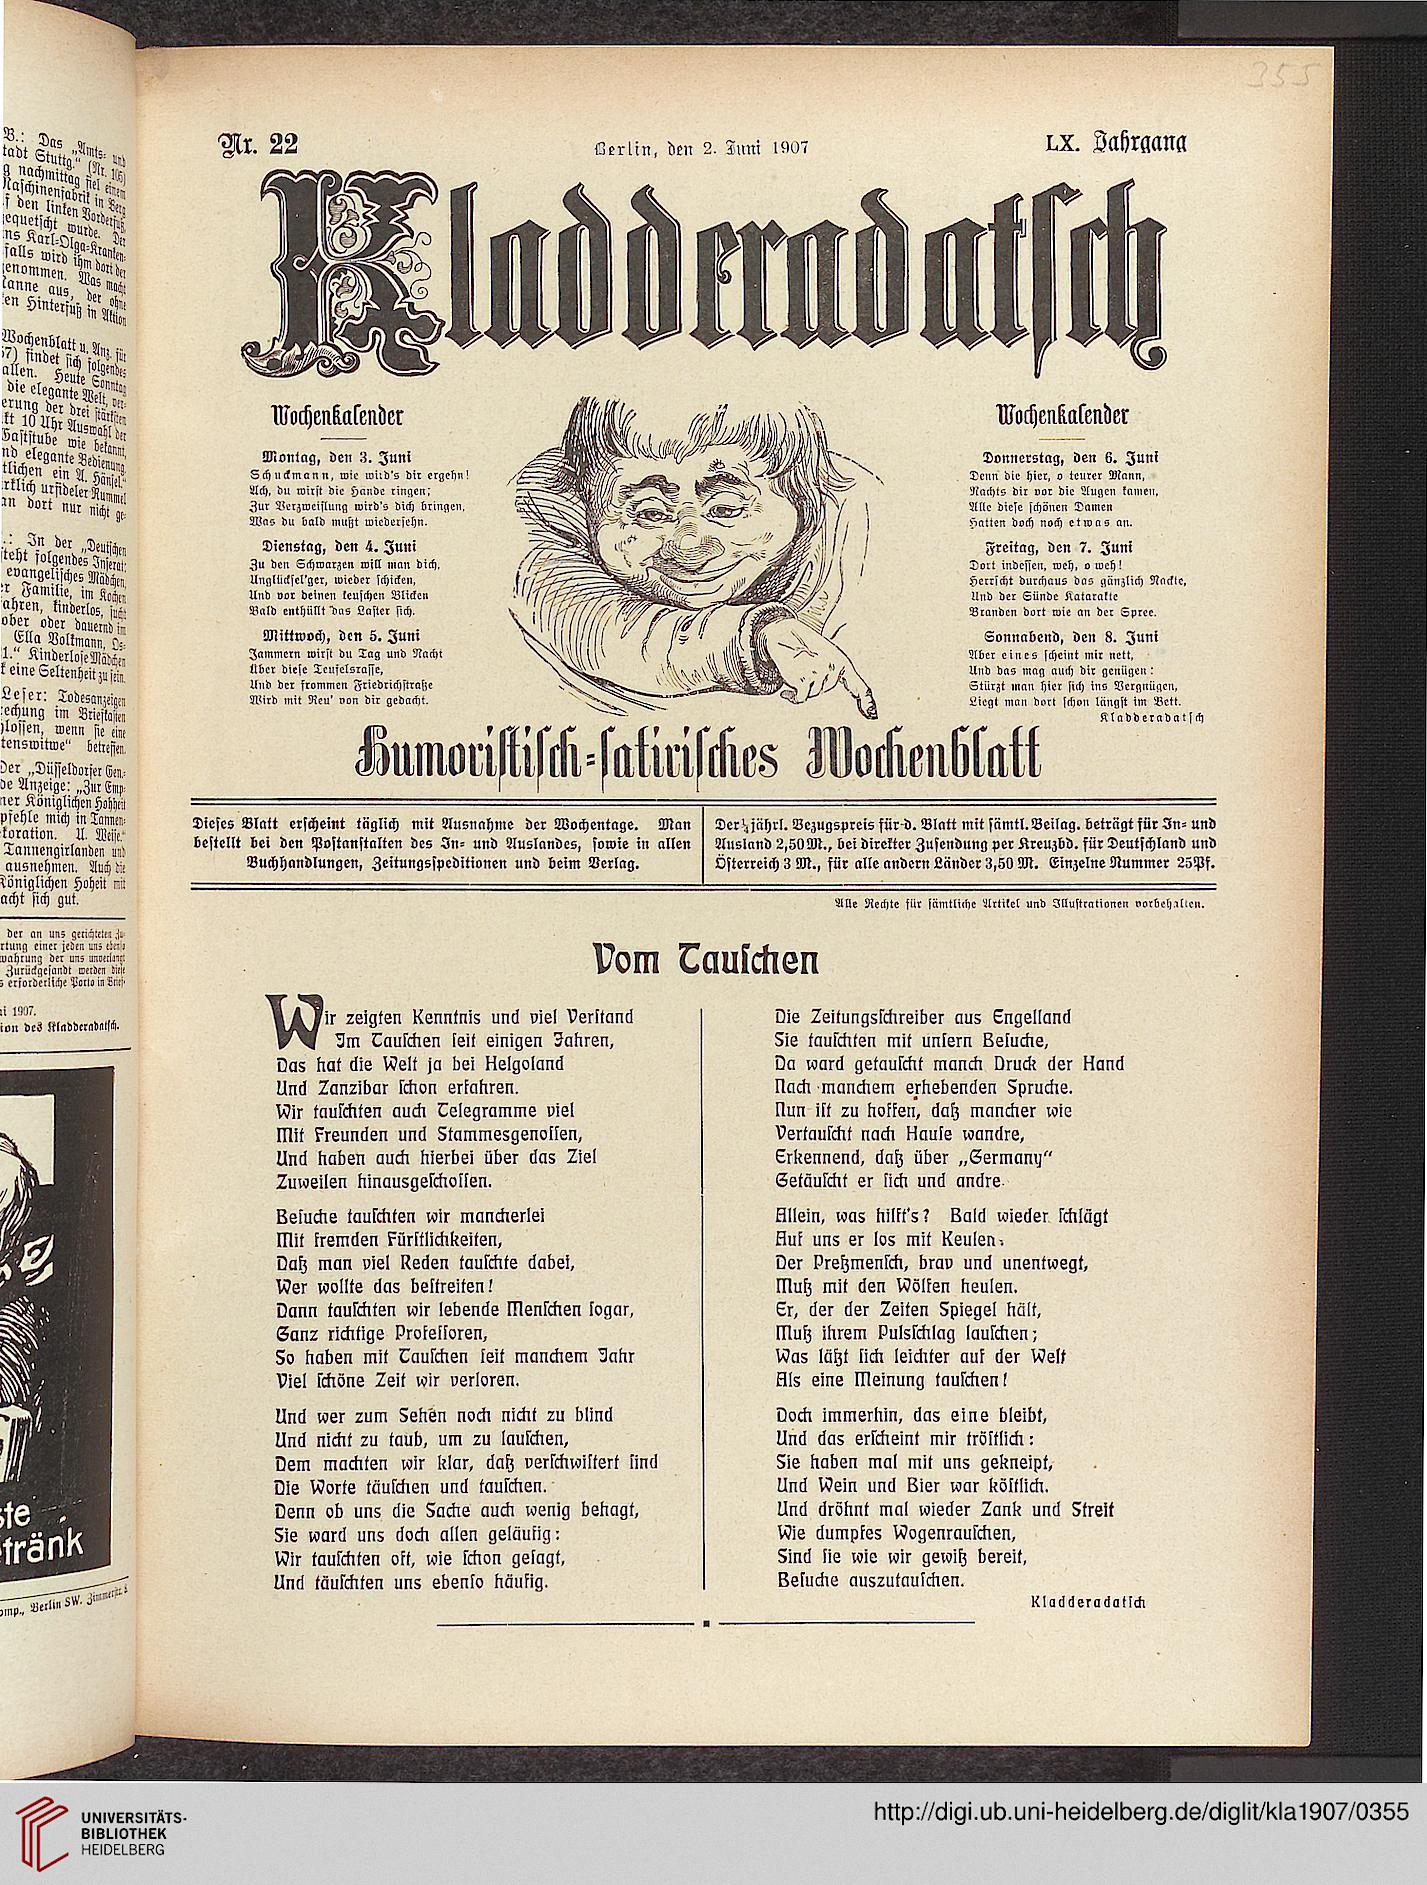 355
Nr. 22
Berlin, den 2. Juni 1907
LX. Jahrgang
Kladderadatsch
Wochenkalender
Montag, den 3. Juni
Schuckmann, wie wird's dir ergehn!
Ach, du wirst die Hände ringen;
Zur Verzweiflung wird's dich bringen,
Was du bald mußt wiedersehn.
Dienstag, den 4. Juni
Zu den Schwarzen will man dich,
Unglücksel'ger, wieder schicken,
Und vor deinen keuschen Blicken
Bald enthüllt das Laster sich.
Mittwoch, den 5. Juni
Jammern wirst du Tag und Nacht
Über diese Teufelsrasse,
Und der frommen Friedrichstraße
Wird mit Reu' von dir gedacht.
Wochenkalender
Donnerstag, den 6. Juni
Denn die hier, o teurer Mann,
Nachts dir vor die Augen kamen,
Alle diese schönen Damen
Hatten doch noch etwas an.
Freitag, den 7. Juni
Dort indessen, weh, o weh!
Herrscht durchaus das gänzlich Nackte,
Und der Sünde Katarakte
Branden dort wie an der Spree.
Sonnabend, den 8. Juni
Aber eines scheint mir nett,
Und das mag auch dir genügen:
Stürzt man hier sich ins Vergnügen,
Liegt man dort schon längst im Bett.
Kladderadatsch
Humoristisch-satirisches Wochenblatt
Dieses Blatt erscheint täglich mit Ausnahme der Wochentage. Man
bestellt bei den Postanstalten des In- und Auslandes, sowie in allen
Buchhandlungen, Zeitungsspeditionen und beim Verlag.
Der ¼jährl. Bezugspreis für d. Blatt mit sämtl. Beilag. beträgt für In- und
Ausland 2,50 M., bei direkter Zusendung per Kreuzbd. für Deutschland und
Österreich 3 M., für alle andern Länder 3,50 M. Einzelne Nummer 25 Pf.
Alle Rechte für sämtliche Artikel und Illustrationen vorbehalten.
Vom Tauschen
Wir zeigten Kenntnis und viel Verstand
Im Tauschen seit einigen Jahren,
Das hat die Welt ja bei Helgoland
Und Zanzibar schon erfahren.
Wir tauschten auch Telegramme viel
Mit Freunden und Stammesgenossen,
Und haben auch hierbei über das Ziel
Zuweilen hinausgeschossen.
Besuche tauschten wir mancherlei
Mit fremden Fürstlichkeiten,
Daß man viel Reden tauschte dabei,
Wer wollte das bestreiten!
Dann tauschten wir lebende Menschen sogar,
Ganz richtige Professoren,
So haben mit Tauschen seit manchem Jahr
Viel schöne Zeit wir verloren.
Und wer zum Sehen noch nicht zu blind
Und nicht zu taub, um zu lauschen,
Dem machten wir klar, daß verschwistert sind
Die Worte täuschen und tauschen.
Denn ob uns die Sache auch wenig behagt,
Sie ward uns doch allen geläufig:
Wir tauschten oft, wie schon gesagt,
Und täuschten uns ebenso häufig.
Die Zeitungsschreiber aus Engelland
Sie tauschten mit unsern Besuche,
Da ward getauscht manch Druck der Hand
Nach manchem erhebenden Spruche.
Nun ist zu hoffen, daß mancher wie
Vertauscht nach Hause wandre,
Erkennend, daß über „Germany“
Getäuscht er sich und andre.
Allein, was hilft's? Bald wieder schlägt
Auf uns er los mit Keulen;
Der Preßmensch, brav und unentwegt,
Muß mit den Wölfen heulen.
Er, der der Zeiten Spiegel hält,
Muß ihrem Pulsschlag lauschen;
Was läßt sich leichter auf der Welt
Als eine Meinung tauschen!
Doch immerhin, das eine bleibt,
Und das erscheint mir tröstlich:
Sie haben mal mit uns gekneipt,
Und Wein und Bier war köstlich.
Und dröhnt mal wieder Zank und Streit
Wie dumpfes Wogenrauschen,
Sind sie wie wir gewiß bereit,
Besuche auszutauschen.
Kladderadatsch
UNIVERSITÄTS-
BIBLIOTHEK
HEIDELBERG
http://digi.ub.uni-heidelberg.de/diglit/kla1907/0355